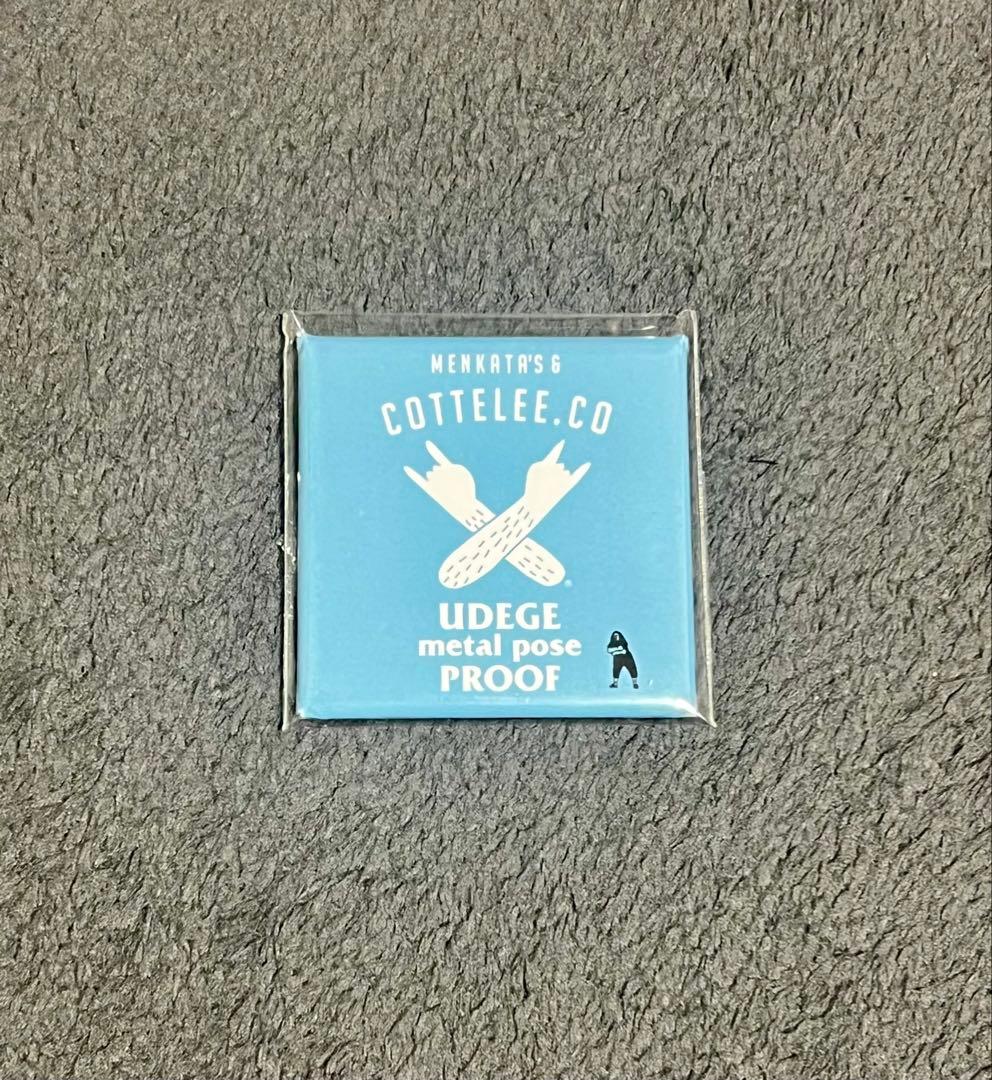 MENKATA'S &
COTTELEE.CO
®
UDEGE
metal pose
PROOF